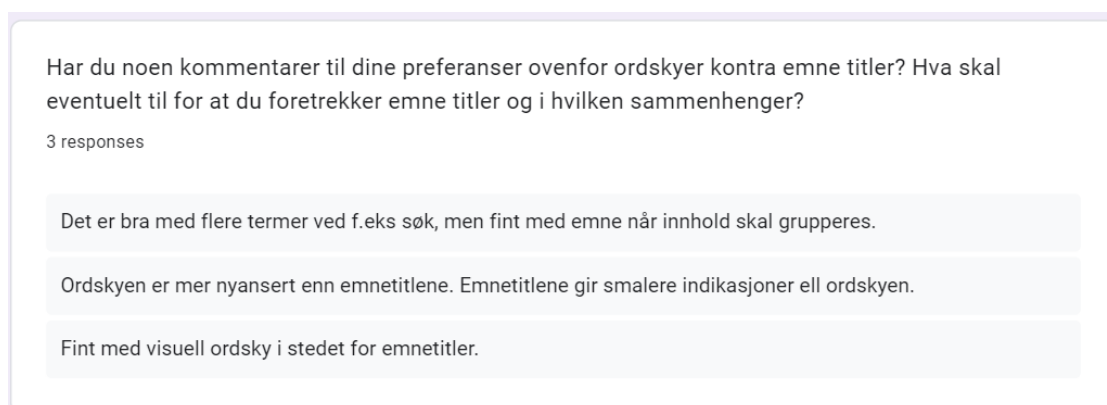 Har du noen kommentarer til dine preferanser ovenfor ordskyer kontra emne titler? Hva skal
eventuelt til for at du foretrekker emne titler og i hvilken sammenhenger?
3 responses
Det er bra med flere termer ved f.eks søk, men fint med emne når innhold skal grupperes.
Ordskyen er mer nyansert enn emnetitlene. Emnetitlene gir smalere indikasjoner ell ordskyen.
Fint med visuell ordsky i stedet for emnetitler.